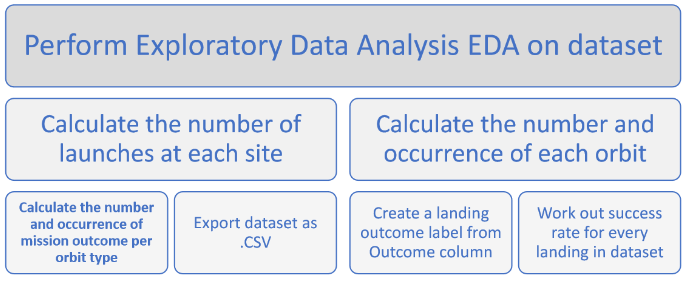 Perform Exploratory Data Analysis EDA on dataset
Calculate the number of
launches at each site
Calculate the number and
occurrence of each orbit
Calculate the number
and occurrence of
mission outcome per
orbit type
Export dataset as
.CSV
Create a landing
outcome label from
Outcome column
Work out success
rate for every
landing in dataset